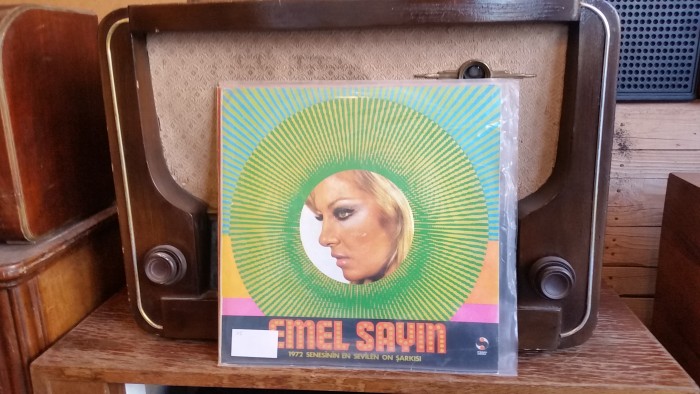 EMEL SAYIN
1972 SENESİNİN EN SEVİLEN ON ŞARKISI